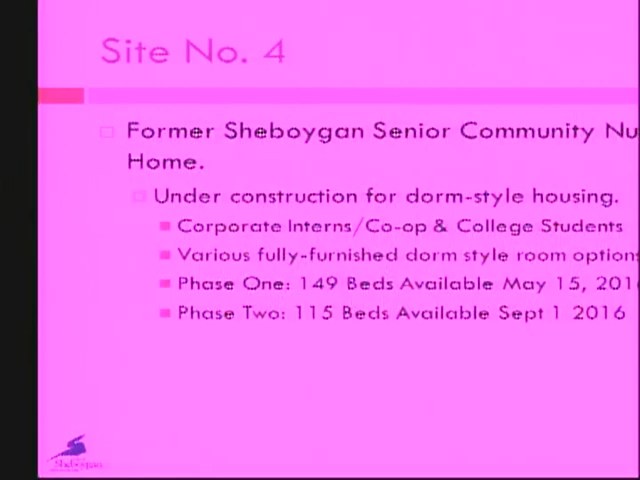 Site No. 4
Former Sheboygan Senior Community Nu
Home.
Under construction for dorm-style housing.
Corporate Interns/Co-op & College Students
Various fully-furnished dorm style room options
Phase One: 149 Beds Available May 15, 201
Phase Two: 115 Beds Available Sept 1 2016
Sheboygan